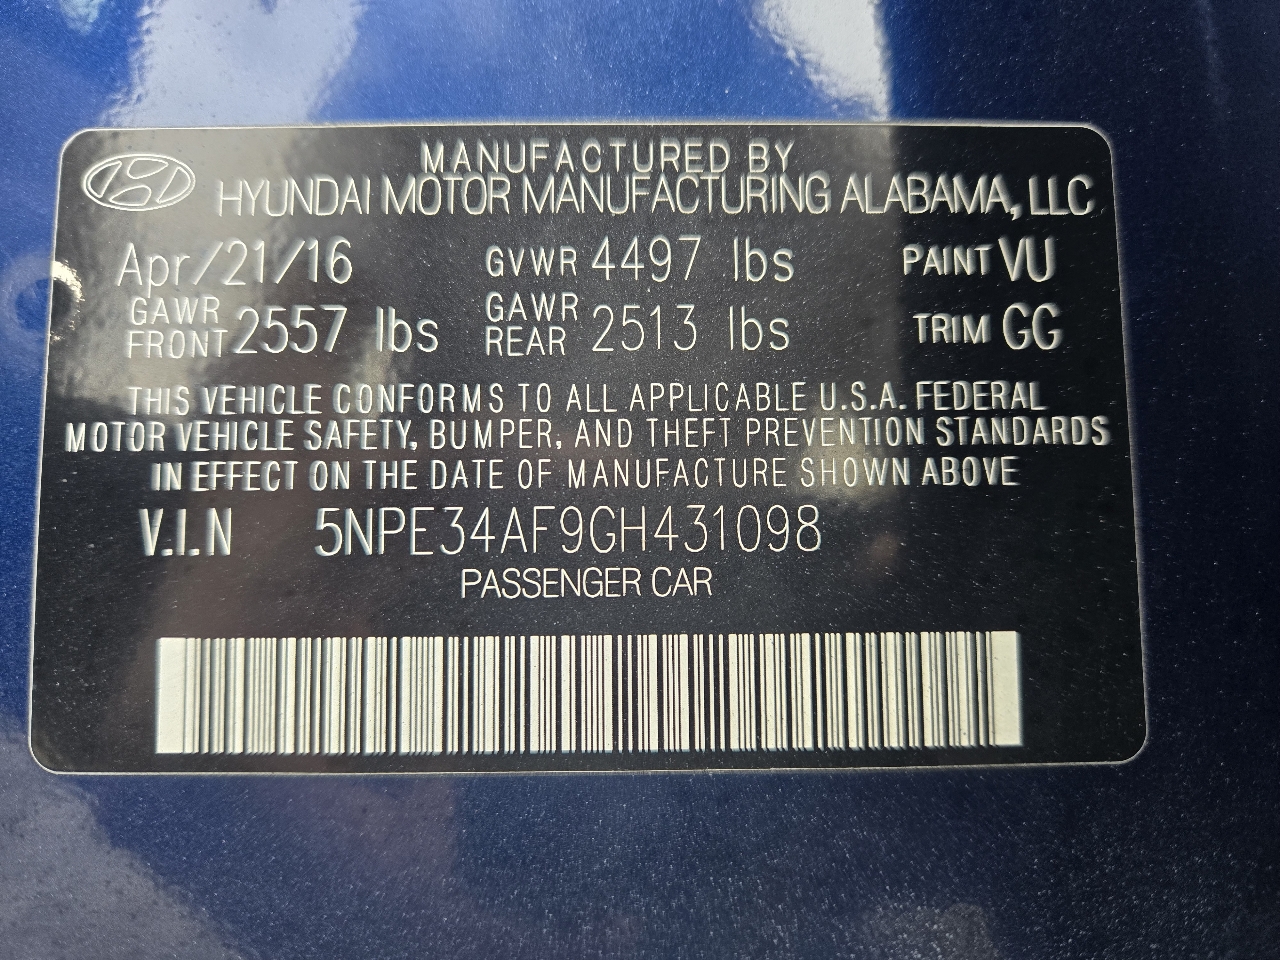 MANUFACTURED BY
HYUNDAI MOTOR MANUFACTURING ALABAMA, LLC
Apr/21/16 GVWR 4497 lbs PAINT VU
GAWR FRONT 2557 lbs GAWR REAR 2513 lbs TRIM GG
THIS VEHICLE CONFORMS TO ALL APPLICABLE U.S.A. FEDERAL
MOTOR VEHICLE SAFETY, BUMPER, AND THEFT PREVENTION STANDARDS
IN EFFECT ON THE DATE OF MANUFACTURE SHOWN ABOVE
V.I.N 5NPE34AF9GH431098
PASSENGER CAR